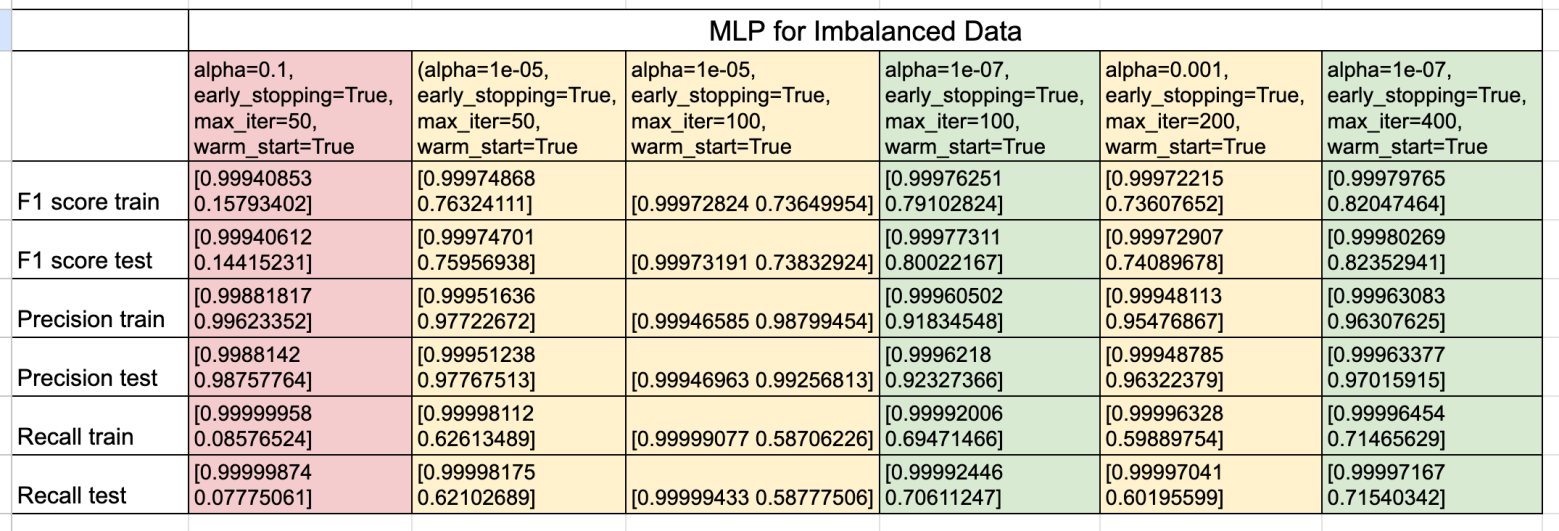 MLP for Imbalanced Data
alpha=0.1,
early_stopping=True,
max_iter=50,
warm_start=True
(alpha=1e-05,
early_stopping=True,
max_iter=50,
warm_start=True
alpha=1e-05,
early_stopping=True,
max_iter=100,
warm_start=True
alpha=1e-07,
early_stopping=True,
max_iter=100,
warm_start=True
alpha=0.001,
early_stopping=True,
max_iter=200,
warm_start=True
alpha=1e-07,
early_stopping=True,
max_iter=400,
warm_start=True
F1 score train
[0.99940853
0.15793402]
[0.99974868
0.76324111]
[0.99972824 0.73649954]
[0.99976251
0.79102824]
[0.99972215
0.73607652]
[0.99979765
0.82047464]
F1 score test
[0.99940612
0.14415231]
[0.99974701
0.75956938]
[0.99973191 0.73832924]
[0.99977311
0.80022167]
[0.99972907
0.74089678]
[0.99980269
0.82352941]
Precision train
[0.99881817
0.99623352]
[0.99951636
0.97722672]
[0.99946585 0.98799454]
[0.99960502
0.91834548]
[0.99948113
0.95476867]
[0.99963083
0.96307625]
Precision test
[0.9988142
0.98757764]
[0.99951238
0.97767513]
[0.99946963 0.99256813]
[0.9996218
0.92327366]
[0.99948785
0.96322379]
[0.99963377
0.97015915]
Recall train
[0.99999958
0.08576524]
[0.99998112
0.62613489]
[0.99999077 0.58706226]
[0.99992006
0.69471466]
[0.99996328
0.59889754]
[0.99996454
0.71465629]
Recall test
[0.99999874
0.07775061]
[0.99998175
0.62102689]
[0.99999433 0.58777506]
[0.99992446
0.70611247]
[0.99997041
0.60195599]
[0.99997167
0.71540342]